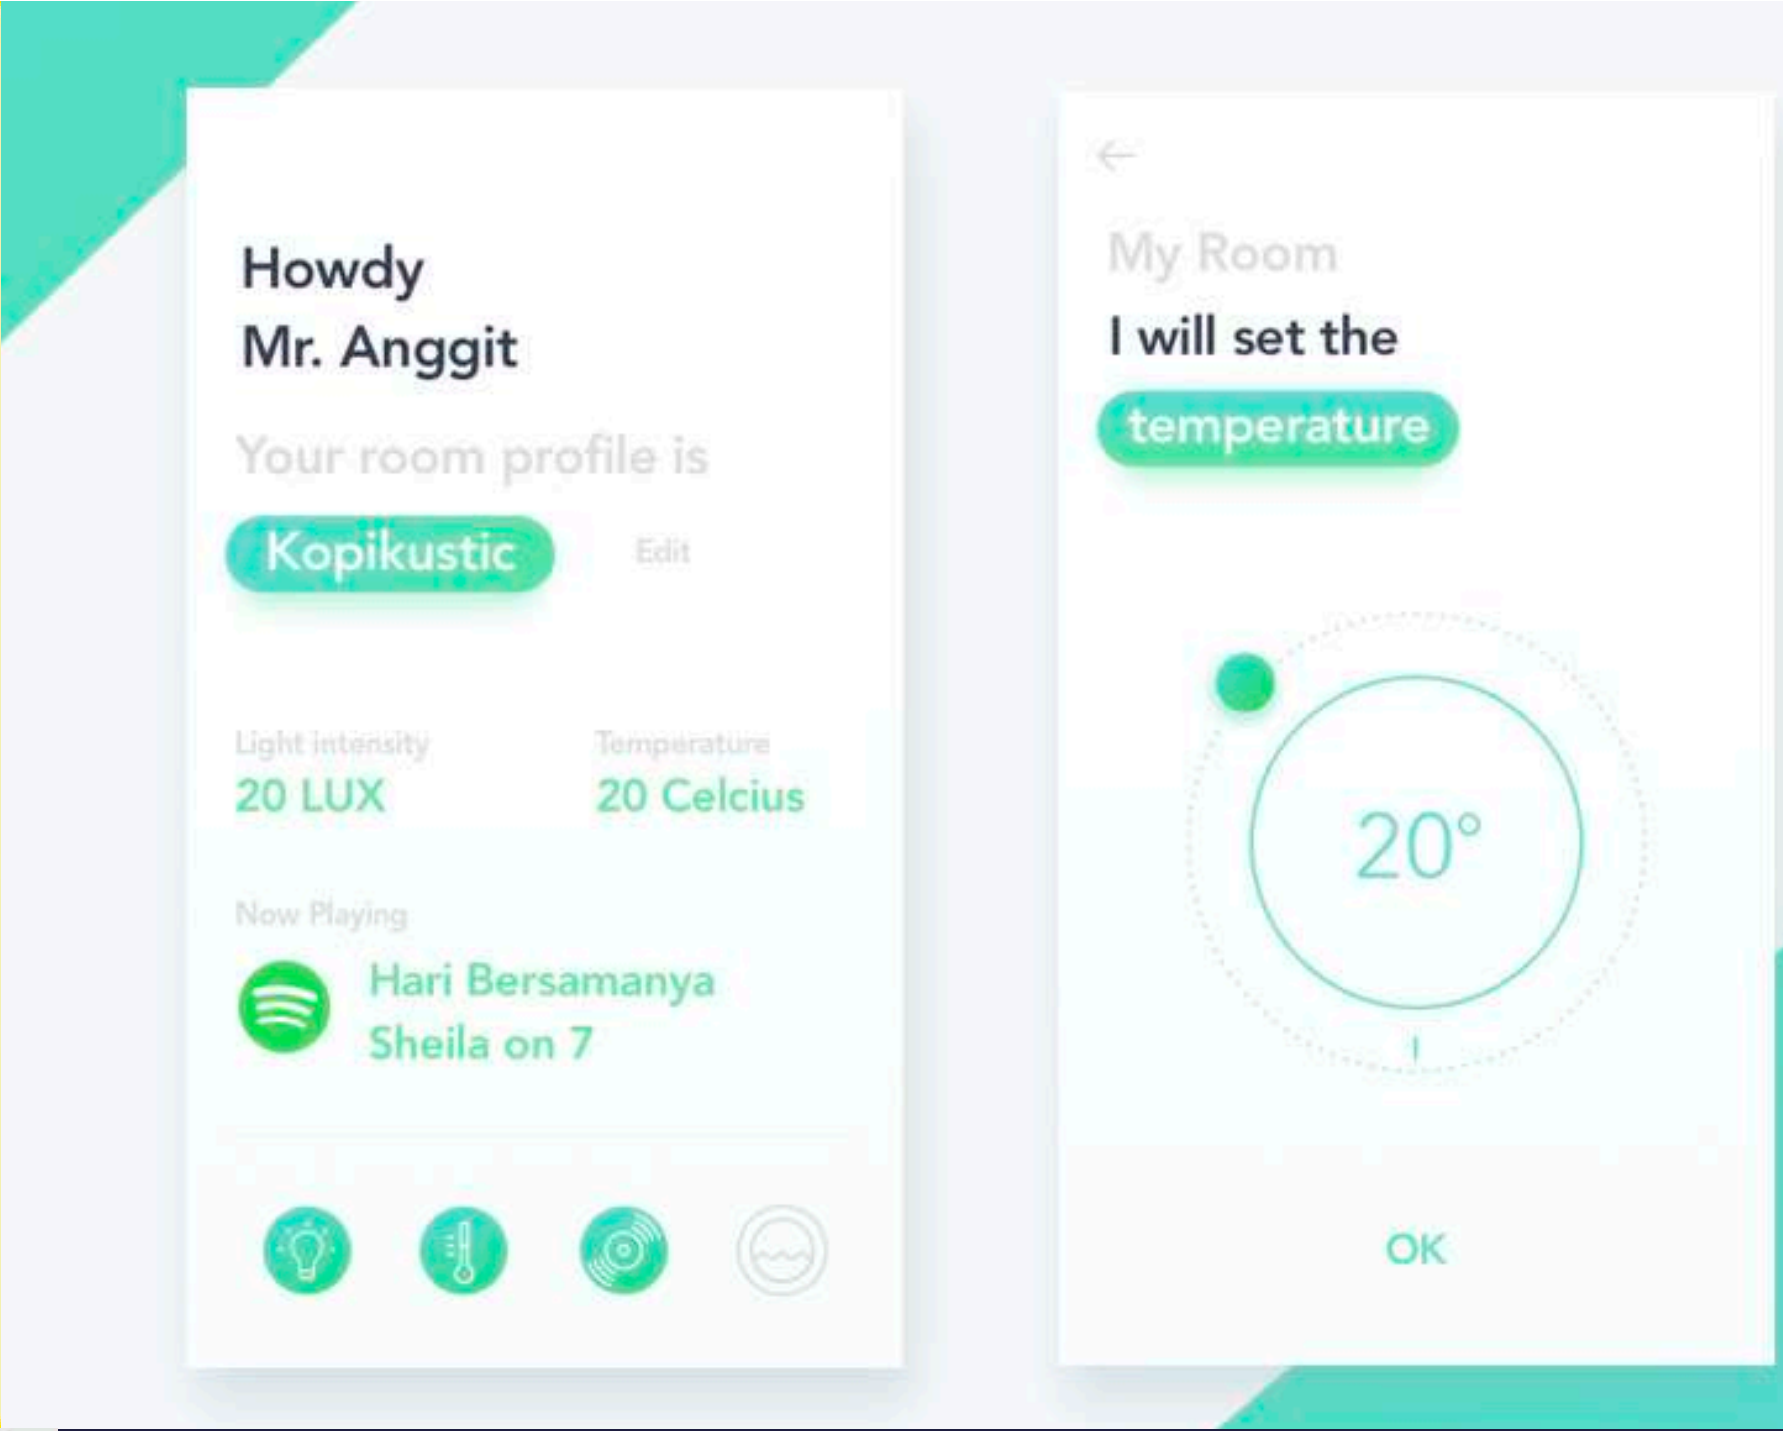 Howdy
Mr. Anggit
Your room profile is
Kopikustic
Edit
Light intensity
20 LUX
Temperature
20 Celcius
Now Playing
Hari Bersamanya
Sheila on 7
My Room
I will set the
temperature
20°
OK